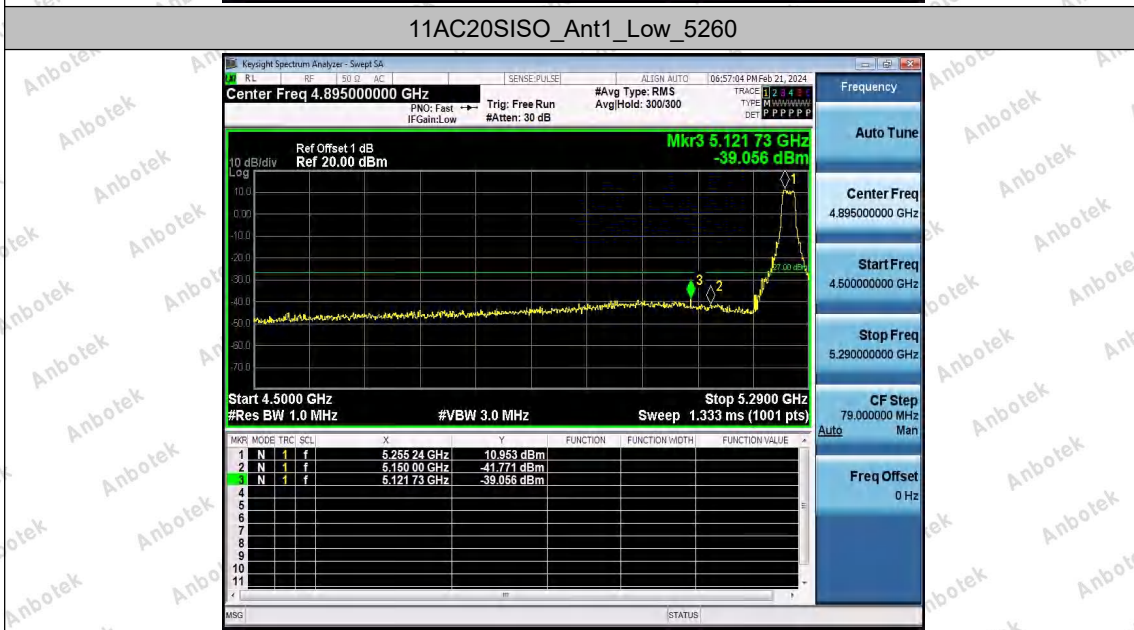 11AC20SISO_Ant1_Low_5260
Keysight Spectrum Analyzer - Swept SA
RL RF 50 Ω AC SENSE:PULSE ALIGN AUTO 06:57:04 PM Feb 21, 2024
Center Freq 4.895000000 GHz
PNO: Fast
IFGain:Low
Trig: Free Run
#Atten: 30 dB
#Avg Type: RMS
Avg|Hold: 300/300
TRACE 1 2 3 4 5 6
TYPE M W W W W W
DET P P P P P P
Mkr3 5.121 73 GHz
-39.056 dBm
Ref Offset 1 dB
10 dB/div Ref 20.00 dBm
Log
10.0
0.00
-10.0
-20.0
-30.0
-40.0
-50.0
-60.0
-70.0
1
2
3
-27.00 dBm
Start 4.5000 GHz Stop 5.2900 GHz
#Res BW 1.0 MHz #VBW 3.0 MHz Sweep 1.333 ms (1001 pts)
MKR MODE TRC SCL X Y FUNCTION FUNCTION WIDTH FUNCTION VALUE
1 N 1 f 5.255 24 GHz 10.953 dBm
2 N 1 f 5.150 00 GHz -41.771 dBm
3 N 1 f 5.121 73 GHz -39.056 dBm
4
5
6
7
8
9
10
11
MSG STATUS
Frequency
Auto Tune
Center Freq
4.895000000 GHz
Start Freq
4.500000000 GHz
Stop Freq
5.290000000 GHz
CF Step
79.000000 MHz
Auto Man
Freq Offset
0 Hz
Anbotek